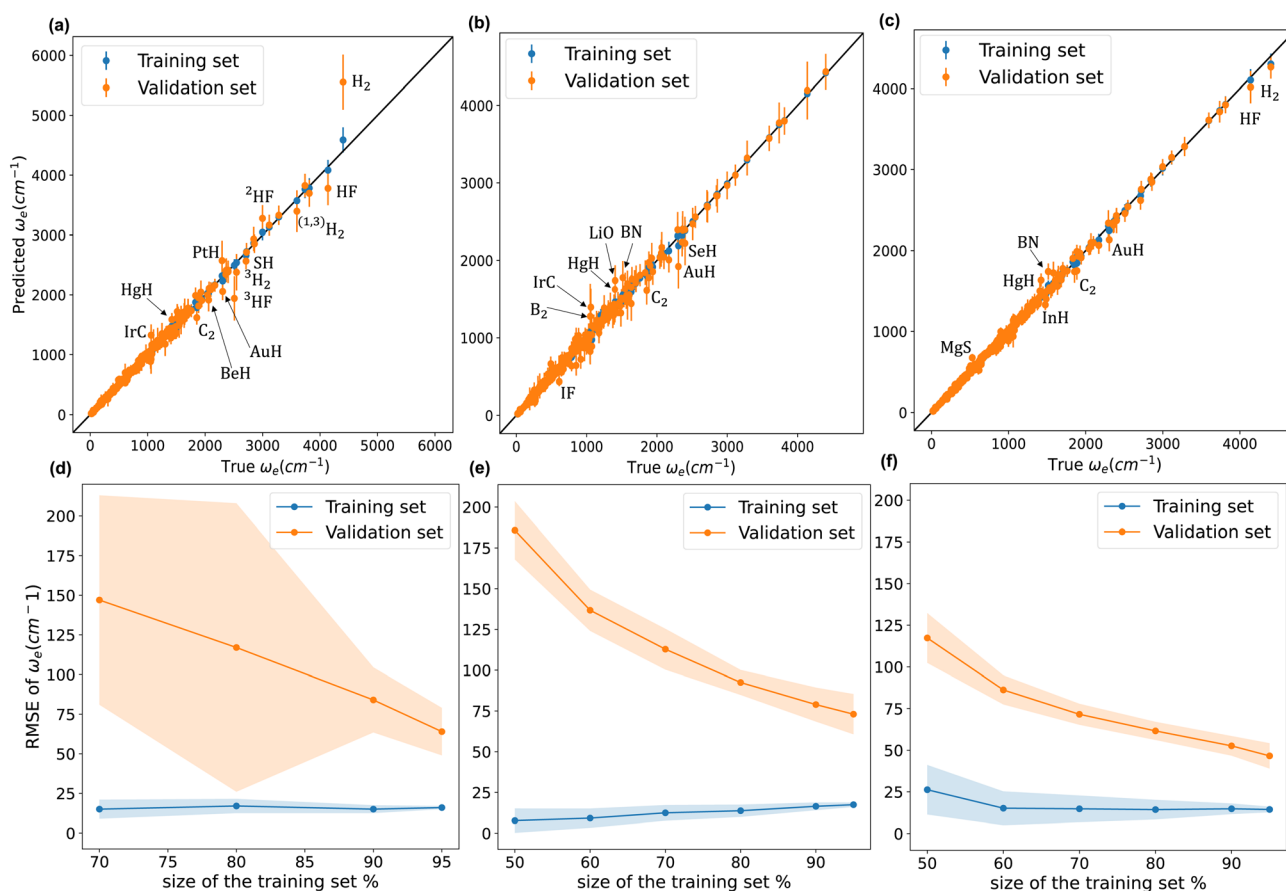 (a)
Training set
Validation set
H₂
²HF
HF
⁽¹,³⁾H₂
PtH
SH
³H₂
³HF
HgH
IrC
C₂
AuH
BeH
6000
5000
4000
3000
2000
1000
0
Predicted ωₑ(cm⁻¹)
0 1000 2000 3000 4000 5000 6000
True ωₑ(cm⁻¹)
(b)
Training set
Validation set
LiO
BN
HgH
SeH
IrC
AuH
B₂
C₂
IF
4000
3000
2000
1000
0
0 1000 2000 3000 4000
True ωₑ(cm⁻¹)
(c)
Training set
Validation set
H₂
HF
BN
AuH
HgH
C₂
InH
MgS
4000
3000
2000
1000
0
0 1000 2000 3000 4000
True ωₑ(cm⁻¹)
(d)
Training set
Validation set
200
175
150
125
100
75
50
25
0
RMSE of ωₑ(cm−1)
70 75 80 85 90 95
size of the training set %
(e)
Training set
Validation set
200
175
150
125
100
75
50
25
0
50 60 70 80 90
size of the training set %
(f)
Training set
Validation set
200
175
150
125
100
75
50
25
0
50 60 70 80 90
size of the training set %